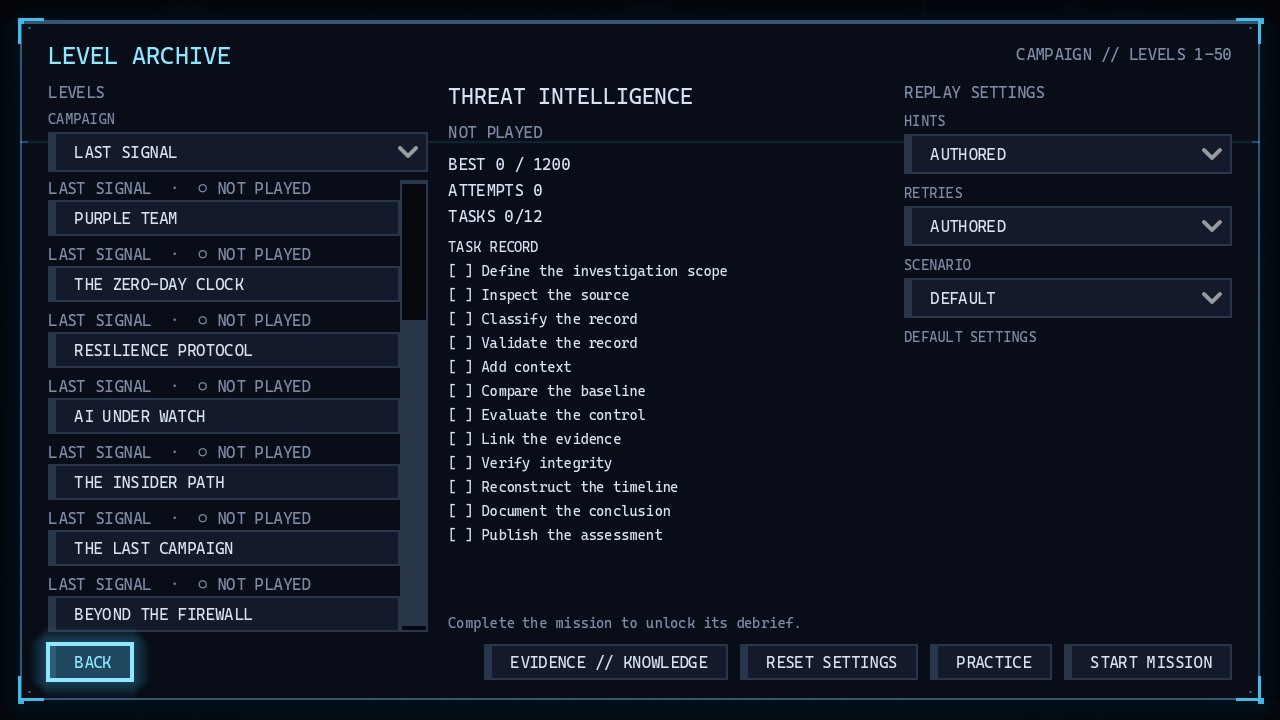 LEVEL ARCHIVE
CAMPAIGN // LEVELS 1–50
LEVELS
CAMPAIGN
LAST SIGNAL
LAST SIGNAL · ○ NOT PLAYED
PURPLE TEAM
LAST SIGNAL · ○ NOT PLAYED
THE ZERO–DAY CLOCK
LAST SIGNAL · ○ NOT PLAYED
RESILIENCE PROTOCOL
LAST SIGNAL · ○ NOT PLAYED
AI UNDER WATCH
LAST SIGNAL · ○ NOT PLAYED
THE INSIDER PATH
LAST SIGNAL · ○ NOT PLAYED
THE LAST CAMPAIGN
LAST SIGNAL · ○ NOT PLAYED
BEYOND THE FIREWALL
THREAT INTELLIGENCE
NOT PLAYED
BEST 0 / 1200
ATTEMPTS 0
TASKS 0/12
TASK RECORD
[ ] Define the investigation scope
[ ] Inspect the source
[ ] Classify the record
[ ] Validate the record
[ ] Add context
[ ] Compare the baseline
[ ] Evaluate the control
[ ] Link the evidence
[ ] Verify integrity
[ ] Reconstruct the timeline
[ ] Document the conclusion
[ ] Publish the assessment
Complete the mission to unlock its debrief.
REPLAY SETTINGS
HINTS
AUTHORED
RETRIES
AUTHORED
SCENARIO
DEFAULT
DEFAULT SETTINGS
BACK
EVIDENCE // KNOWLEDGE
RESET SETTINGS
PRACTICE
START MISSION